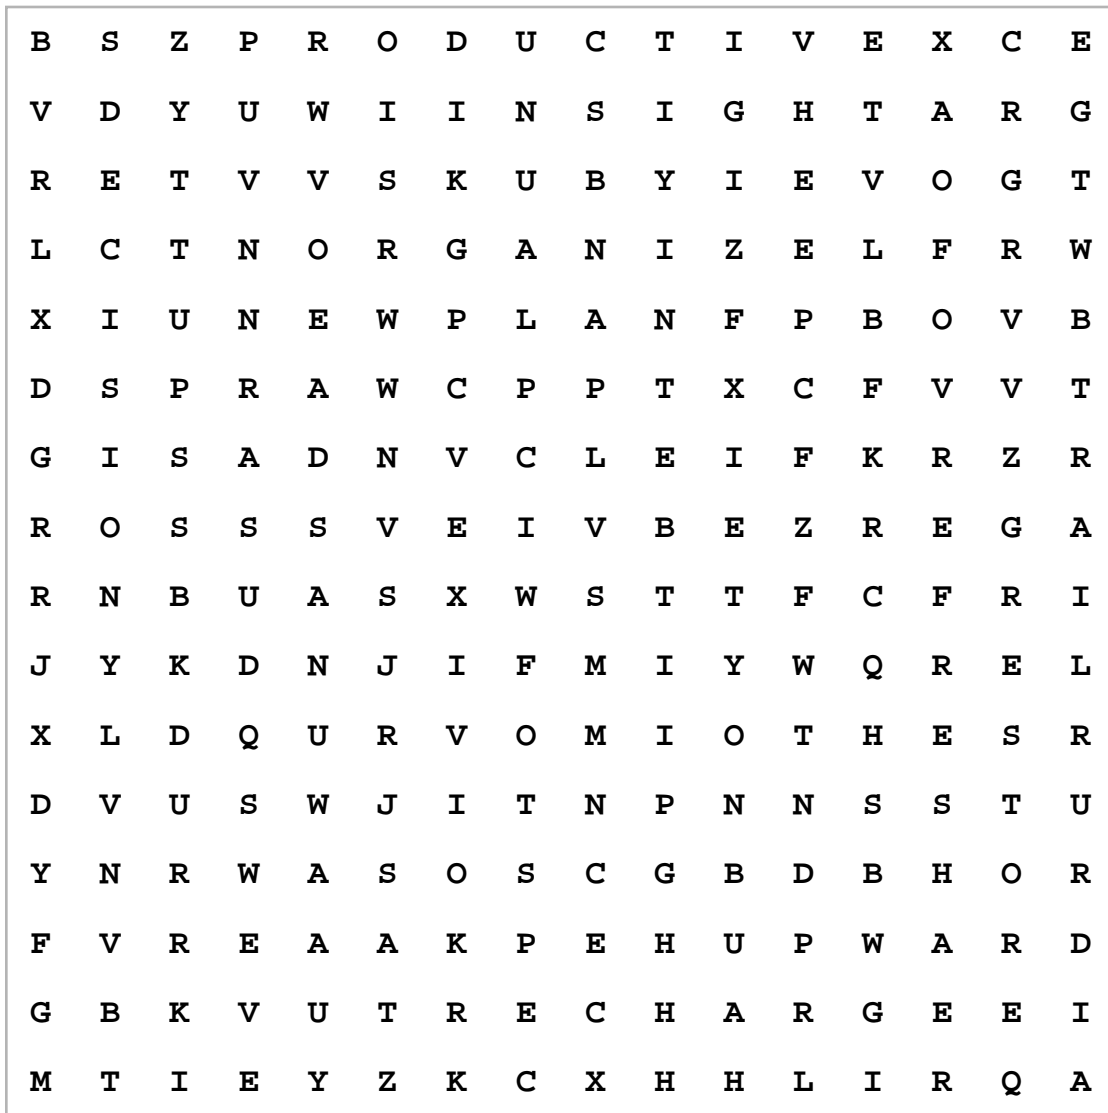 B S Z P R O D U C T I V E X C E
V D Y U W I I N S I G H T A R G
R E T V V S K U B Y I E V O G T
L C T N O R G A N I Z E L F R W
X I U N E W P L A N F P B O V B
D S P R A W C P P T X C F V V T
G I S A D N V C L E I F K R Z R
R O S S S V E I V B E Z R E G A
R N B U A S X W S T T F C F R I
J Y K D N J I F M I Y W Q R E L
X L D Q U R V O M I O T H E S R
D V U S W J I T N P N N S S T U
Y N R W A S O S C G B D B H O R
F V R E A A K P E H U P W A R D
G B K V U T R E C H A R G E E I
M T I E Y Z K C X H H L I R Q A